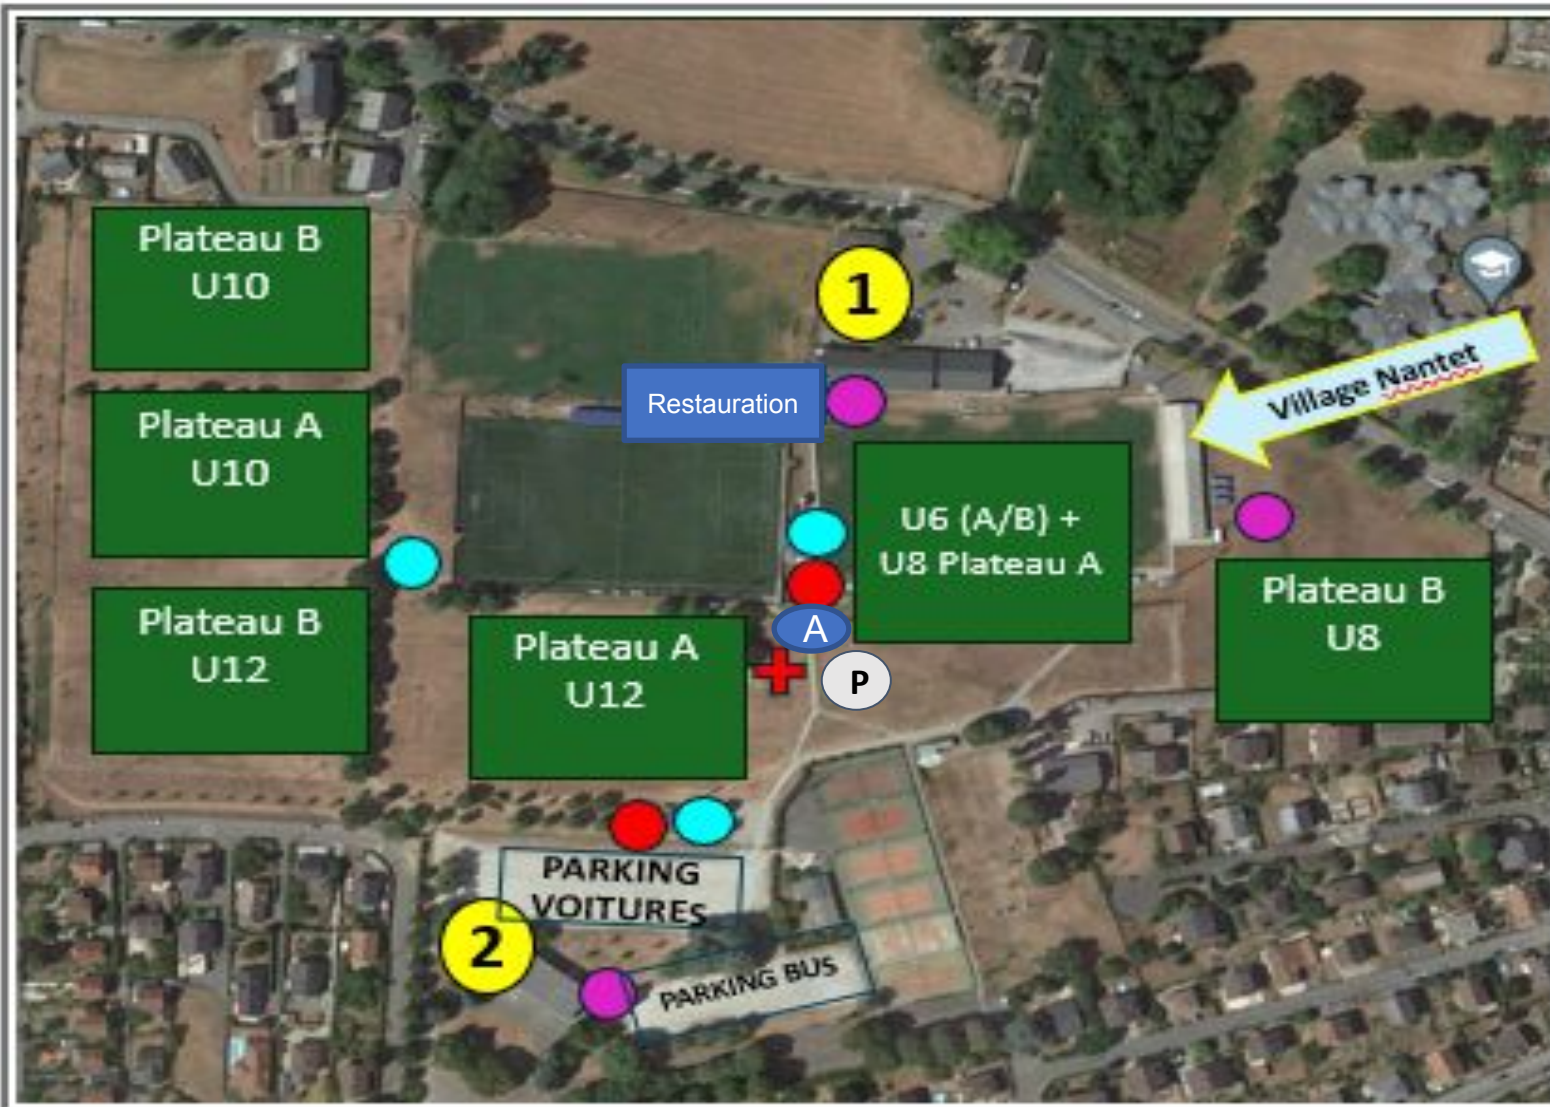 Plateau B
U10
1
Village Nantet
Restauration
Plateau A
U10
U6 (A/B) +
U8 Plateau A
Plateau B
U8
Plateau B
U12
Plateau A
U12
A
P
PARKING
VOITURES
2
PARKING BUS